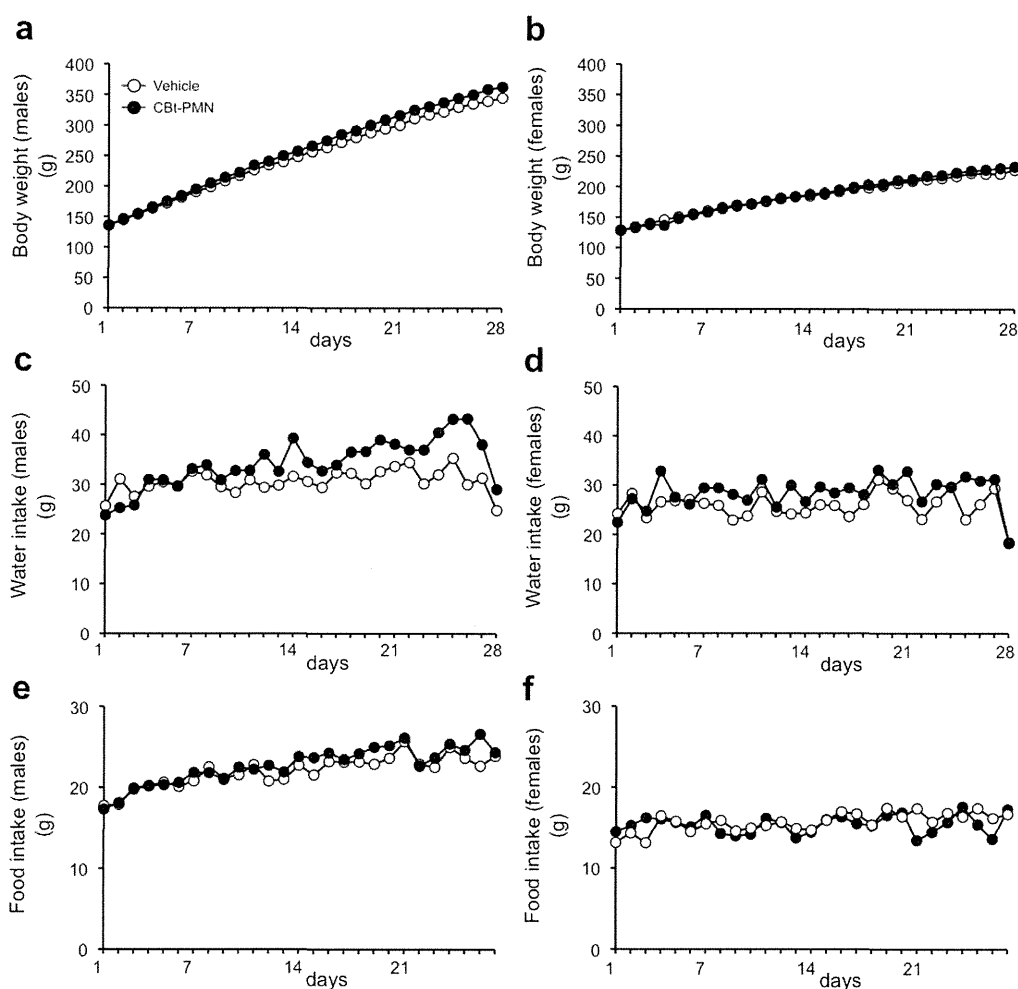 a
Body weight (males)
(g)
400
350
300
250
200
150
100
50
0
Vehicle
CBt-PMN
1
7
14
21
28
days
b
Body weight (females)
(g)
400
350
300
250
200
150
100
50
0
1
7
14
21
28
days
c
Water intake (males)
(g)
50
40
30
20
10
0
1
7
14
21
28
days
d
Water intake (females)
(g)
50
40
30
20
10
0
1
7
14
21
28
days
e
Food intake (males)
(g)
30
20
10
0
1
7
14
21
days
f
Food intake (females)
(g)
30
20
10
0
1
7
14
21
days